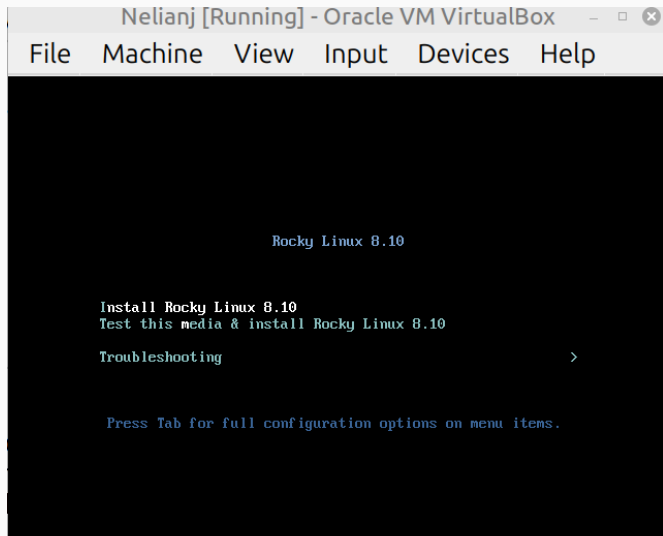 Nelianj [Running] - Oracle VM VirtualBox
File Machine View Input Devices Help
Rocky Linux 8.10
Install Rocky Linux 8.10
Test this media & install Rocky Linux 8.10
Troubleshooting >
Press Tab for full configuration options on menu items.